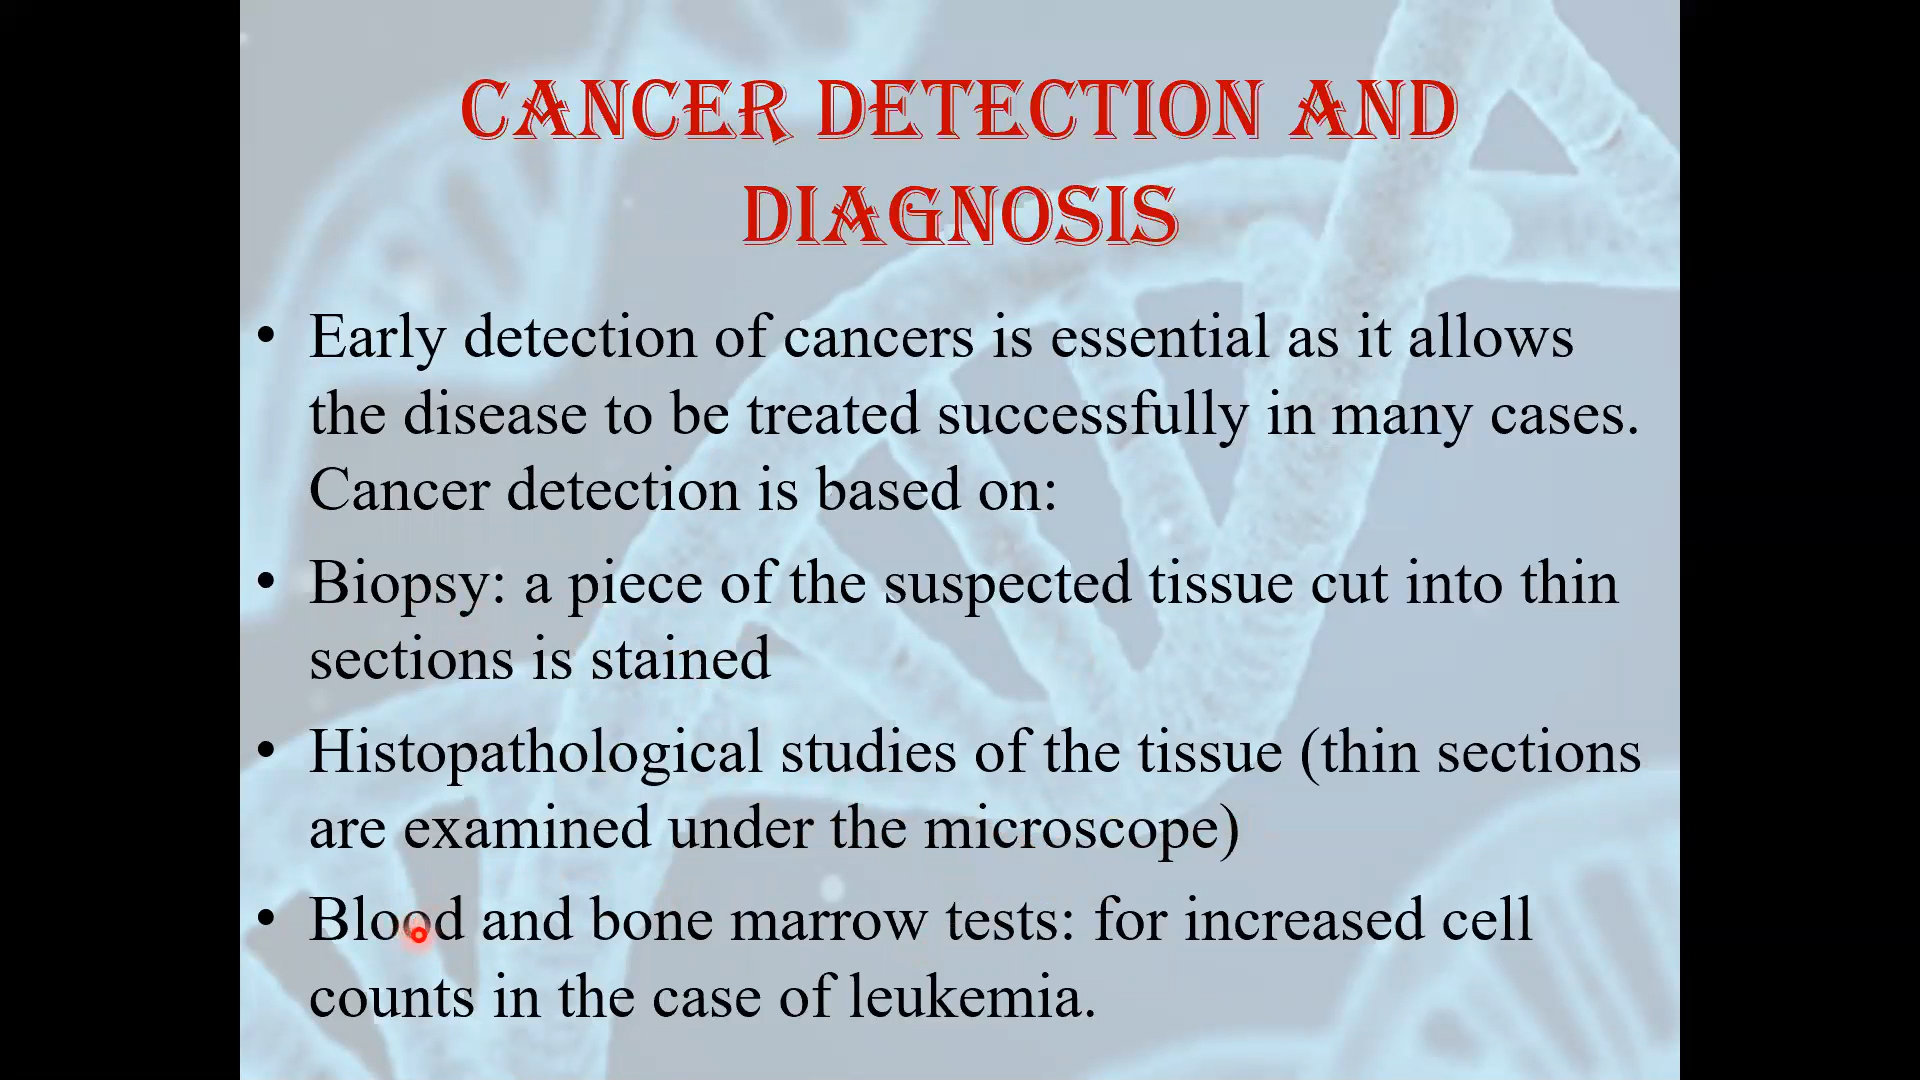 CANCER DETECTION AND
DIAGNOSIS
• Early detection of cancers is essential as it allows
the disease to be treated successfully in many cases.
Cancer detection is based on:
• Biopsy: a piece of the suspected tissue cut into thin
sections is stained
• Histopathological studies of the tissue (thin sections
are examined under the microscope)
• Blood and bone marrow tests: for increased cell
counts in the case of leukemia.